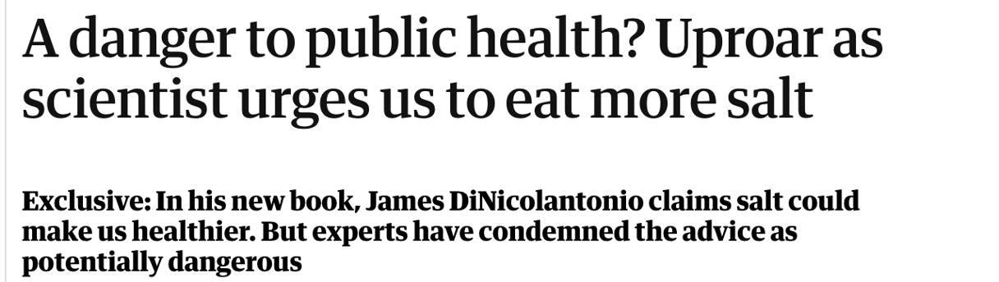 A danger to public health? Uproar as
scientist urges us to eat more salt
Exclusive: In his new book, James DiNicolantonio claims salt could
make us healthier. But experts have condemned the advice as
potentially dangerous